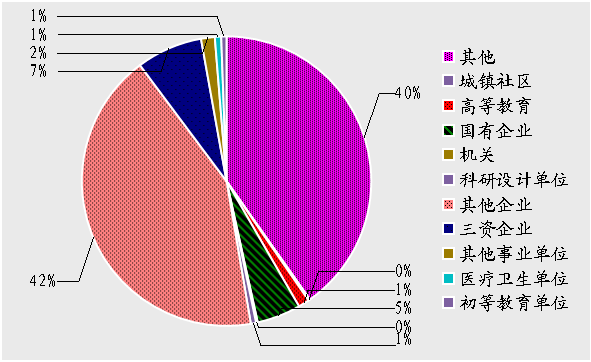 1%
1%
2%
7%
40%
42%
0%
1%
5%
0%
1%
其他
城镇社区
高等教育
国有企业
机关
科研设计单位
其他企业
三资企业
其他事业单位
医疗卫生单位
初等教育单位